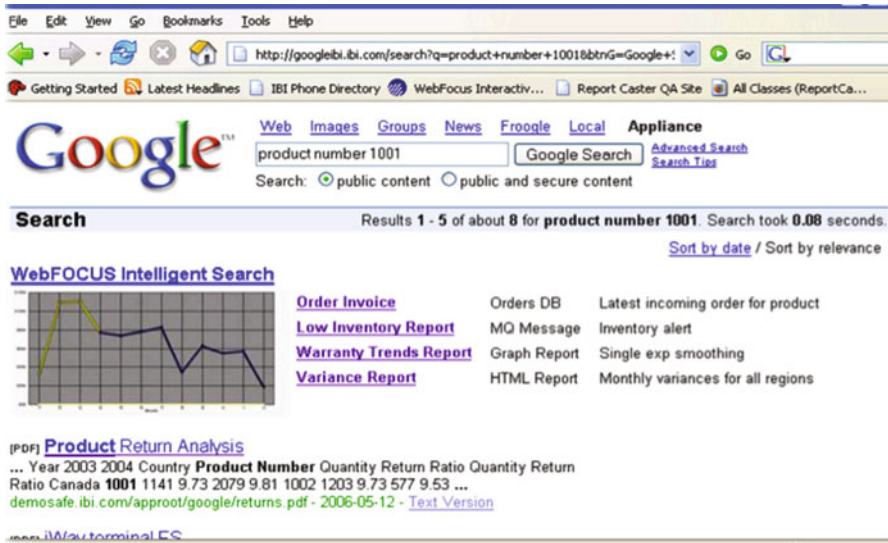 File Edit View Go Bookmarks Tools Help
http://googleibi.ibi.com/search?q=product+number+1001&btnG=Google+ Go
Getting Started Latest Headlines IBI Phone Directory WebFocus Interactiv... Report Caster QA Site All Classes (ReportCa...
Google™
Web Images Groups News Froogle Local Appliance
product number 1001 Google Search Advanced Search
Search Tips
Search: public content public and secure content
Search Results 1 - 5 of about 8 for product number 1001. Search took 0.08 seconds.
Sort by date / Sort by relevance
WebFOCUS Intelligent Search
Order Invoice Orders DB Latest incoming order for product
Low Inventory Report MQ Message Inventory alert
Warranty Trends Report Graph Report Single exp smoothing
Variance Report HTML Report Monthly variances for all regions
[PDF] Product Return Analysis
... Year 2003 2004 Country Product Number Quantity Return Ratio Quantity Return
Ratio Canada 1001 1141 9.73 2079 9.81 1002 1203 9.73 577 9.53 ...
demosafe.ibi.com/approot/google/returns.pdf - 2006-05-12 - Text Version
iWay terminal